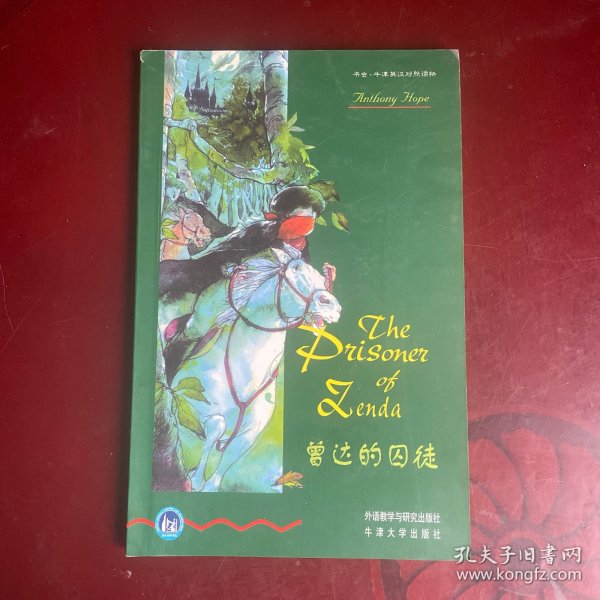 书虫·牛津英汉对照读物
Anthony Hope
The
Prisoner
of
Zenda
曾达的囚徒
外语教学与研究出版社
牛津大学出版社
孔夫子旧书网
www.kongfz.com